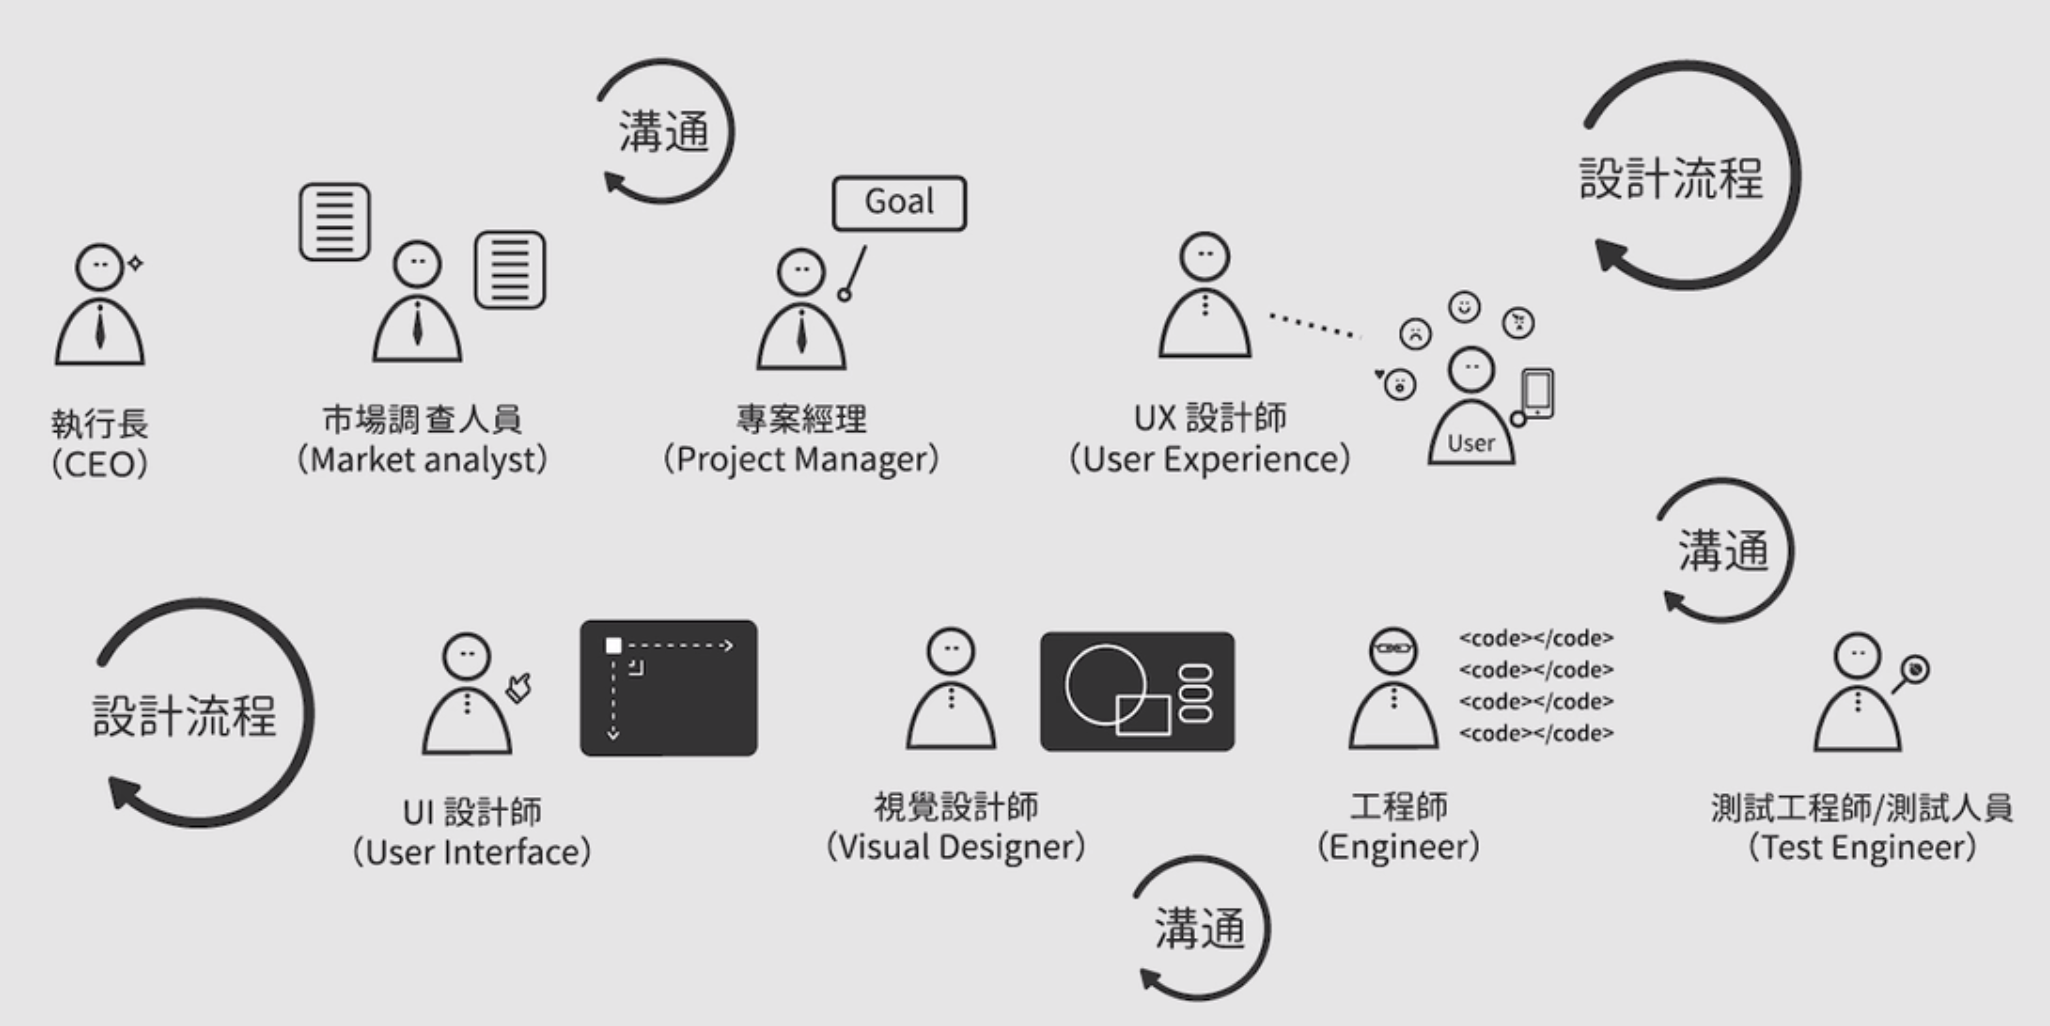 溝通
設計流程
Goal
執行長
（CEO）
市場調查人員
（Market analyst）
專案經理
（Project Manager）
UX 設計師
（User Experience）
User
溝通
設計流程
<code></code>
<code></code>
<code></code>
<code></code>
UI 設計師
（User Interface）
視覺設計師
（Visual Designer）
工程師
（Engineer）
測試工程師/測試人員
（Test Engineer）
溝通